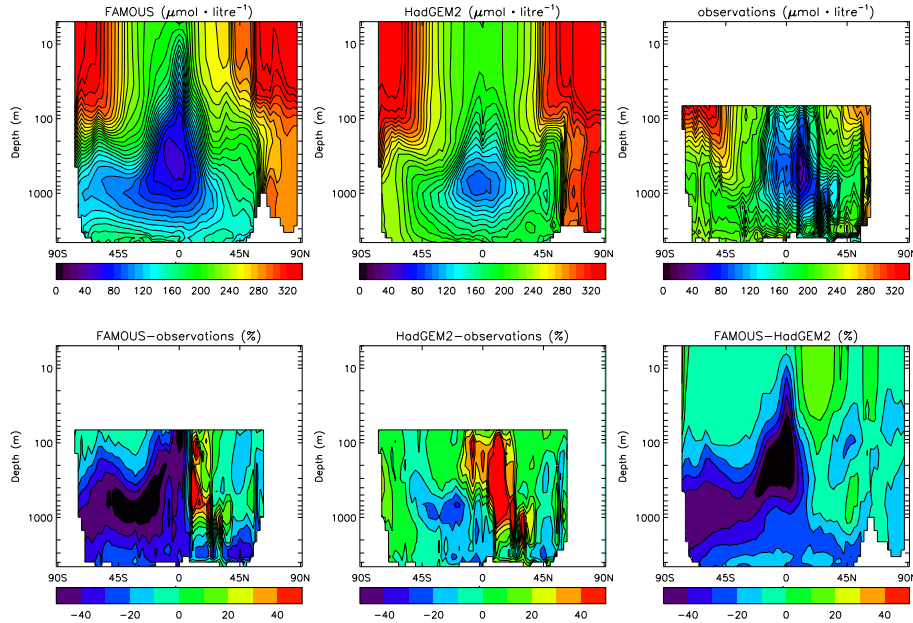 FAMOUS (μmol • litre⁻¹)
HadGEM2 (μmol • litre⁻¹)
observations (μmol • litre⁻¹)
Depth (m)
10
100
1000
90S 45S 0 45N 90N
0 40 80 120 160 200 240 280 320
Depth (m)
10
100
1000
90S 45S 0 45N 90N
0 40 80 120 160 200 240 280 320
Depth (m)
10
100
1000
90S 45S 0 45N 90N
0 40 80 120 160 200 240 280 320
FAMOUS−observations (%)
HadGEM2−observations (%)
FAMOUS−HadGEM2 (%)
Depth (m)
10
100
1000
90S 45S 0 45N 90N
−40 −20 0 20 40
Depth (m)
10
100
1000
90S 45S 0 45N 90N
−40 −20 0 20 40
Depth (m)
10
100
1000
90S 45S 0 45N 90N
−40 −20 0 20 40